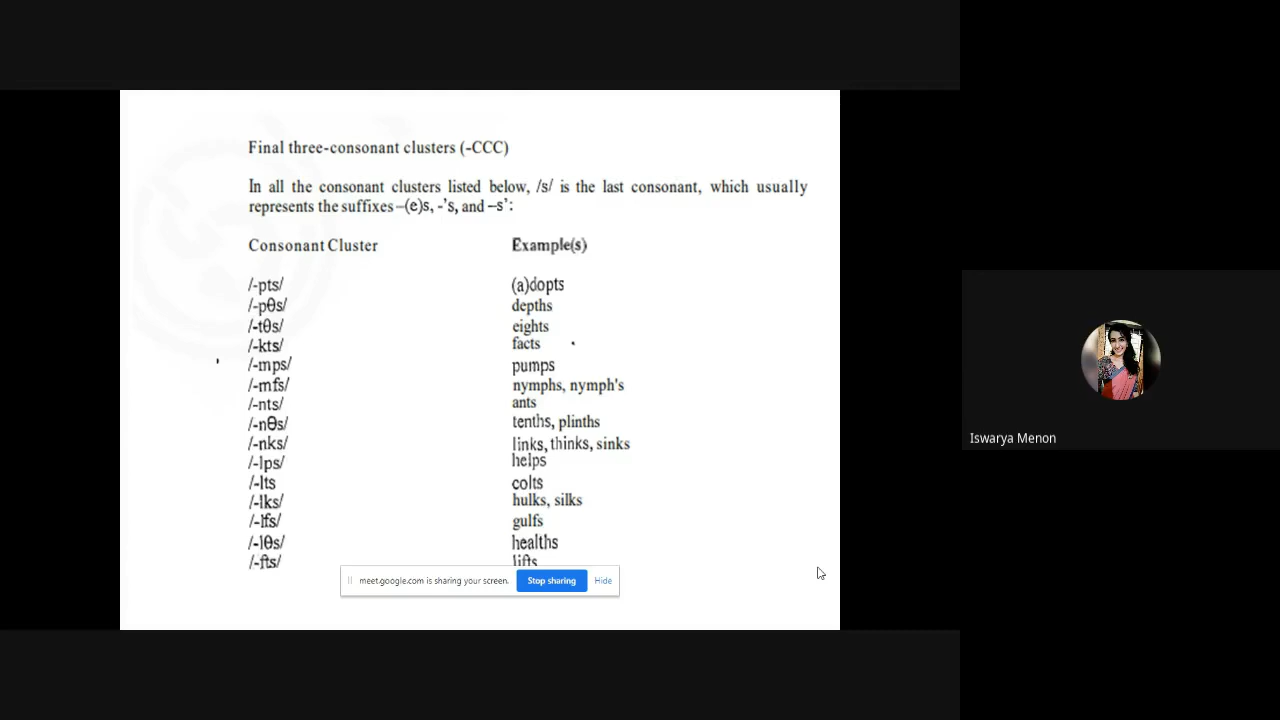 Final three-consonant clusters (-CCC)
In all the consonant clusters listed below, /s/ is the last consonant, which usually
represents the suffixes –(e)s, -'s, and –s':
Consonant Cluster Example(s)
/-pts/ (a)dopts
/-pθs/ depths
/-tθs/ eights
/-kts/ facts
/-mps/ pumps
/-mfs/ nymphs, nymph's
/-nts/ ants
/-nθs/ tenths, plinths
/-nks/ links, thinks, sinks
/-lps/ helps
/-lts colts
/-lks/ hulks, silks
/-lfs/ gulfs
/-lθs/ healths
/-fts/ lifts
meet.google.com is sharing your screen. Stop sharing Hide
Iswarya Menon